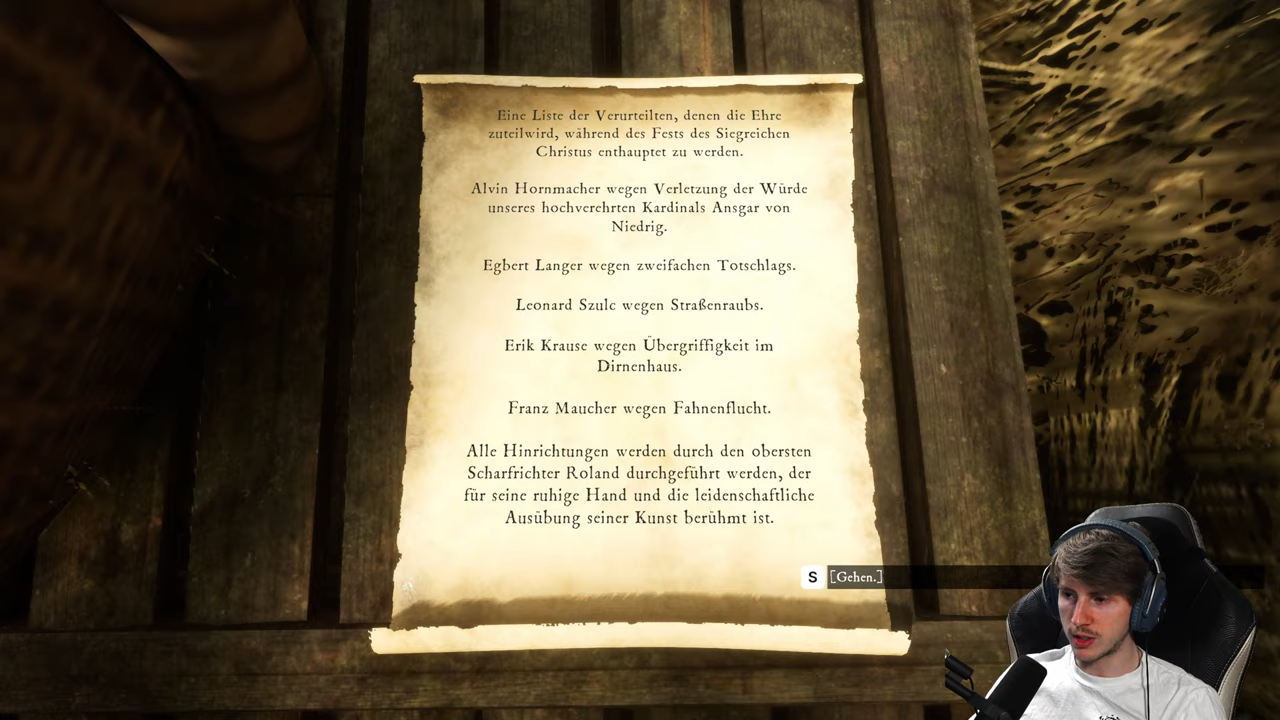 Eine Liste der Verurteilten, denen die Ehre
zuteilwird, während des Fests des Siegreichen
Christus enthauptet zu werden.
Alvin Hornmacher wegen Verletzung der Würde
unseres hochverehrten Kardinals Ansgar von
Niedrig.
Egbert Langer wegen zweifachen Totschlags.
Leonard Szulc wegen Straßenraubs.
Erik Krause wegen Übergriffigkeit im
Dirnenhaus.
Franz Maucher wegen Fahnenflucht.
Alle Hinrichtungen werden durch den obersten
Scharfrichter Roland durchgeführt werden, der
für seine ruhige Hand und die leidenschaftliche
Ausübung seiner Kunst berühmt ist.
S [Gehen.]